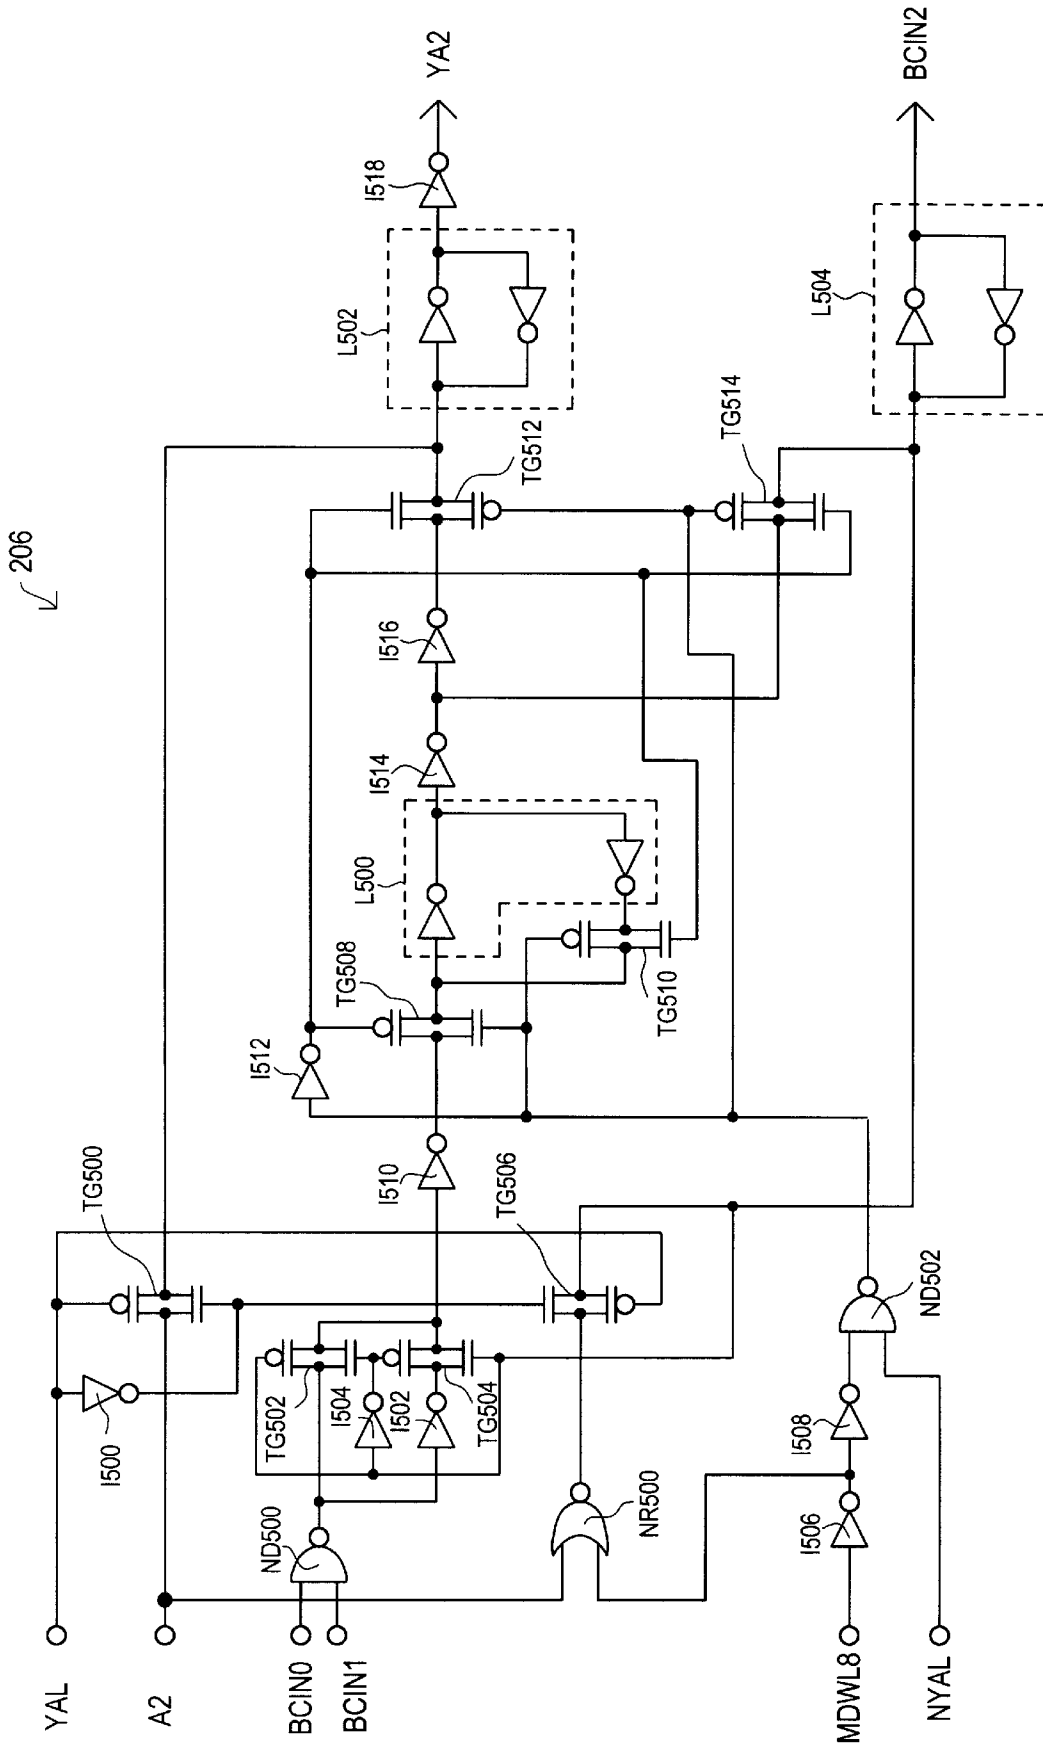 206
YAL
A2
BCIN0
BCIN1
MDWL8
NYAL
I500
TG500
ND500
TG502
I504
I502
TG504
NR500
I506
I508
ND502
I510
TG506
I512
TG508
L500
TG510
I514
I516
TG512
TG514
L502
I518
L504
YA2
BCIN2